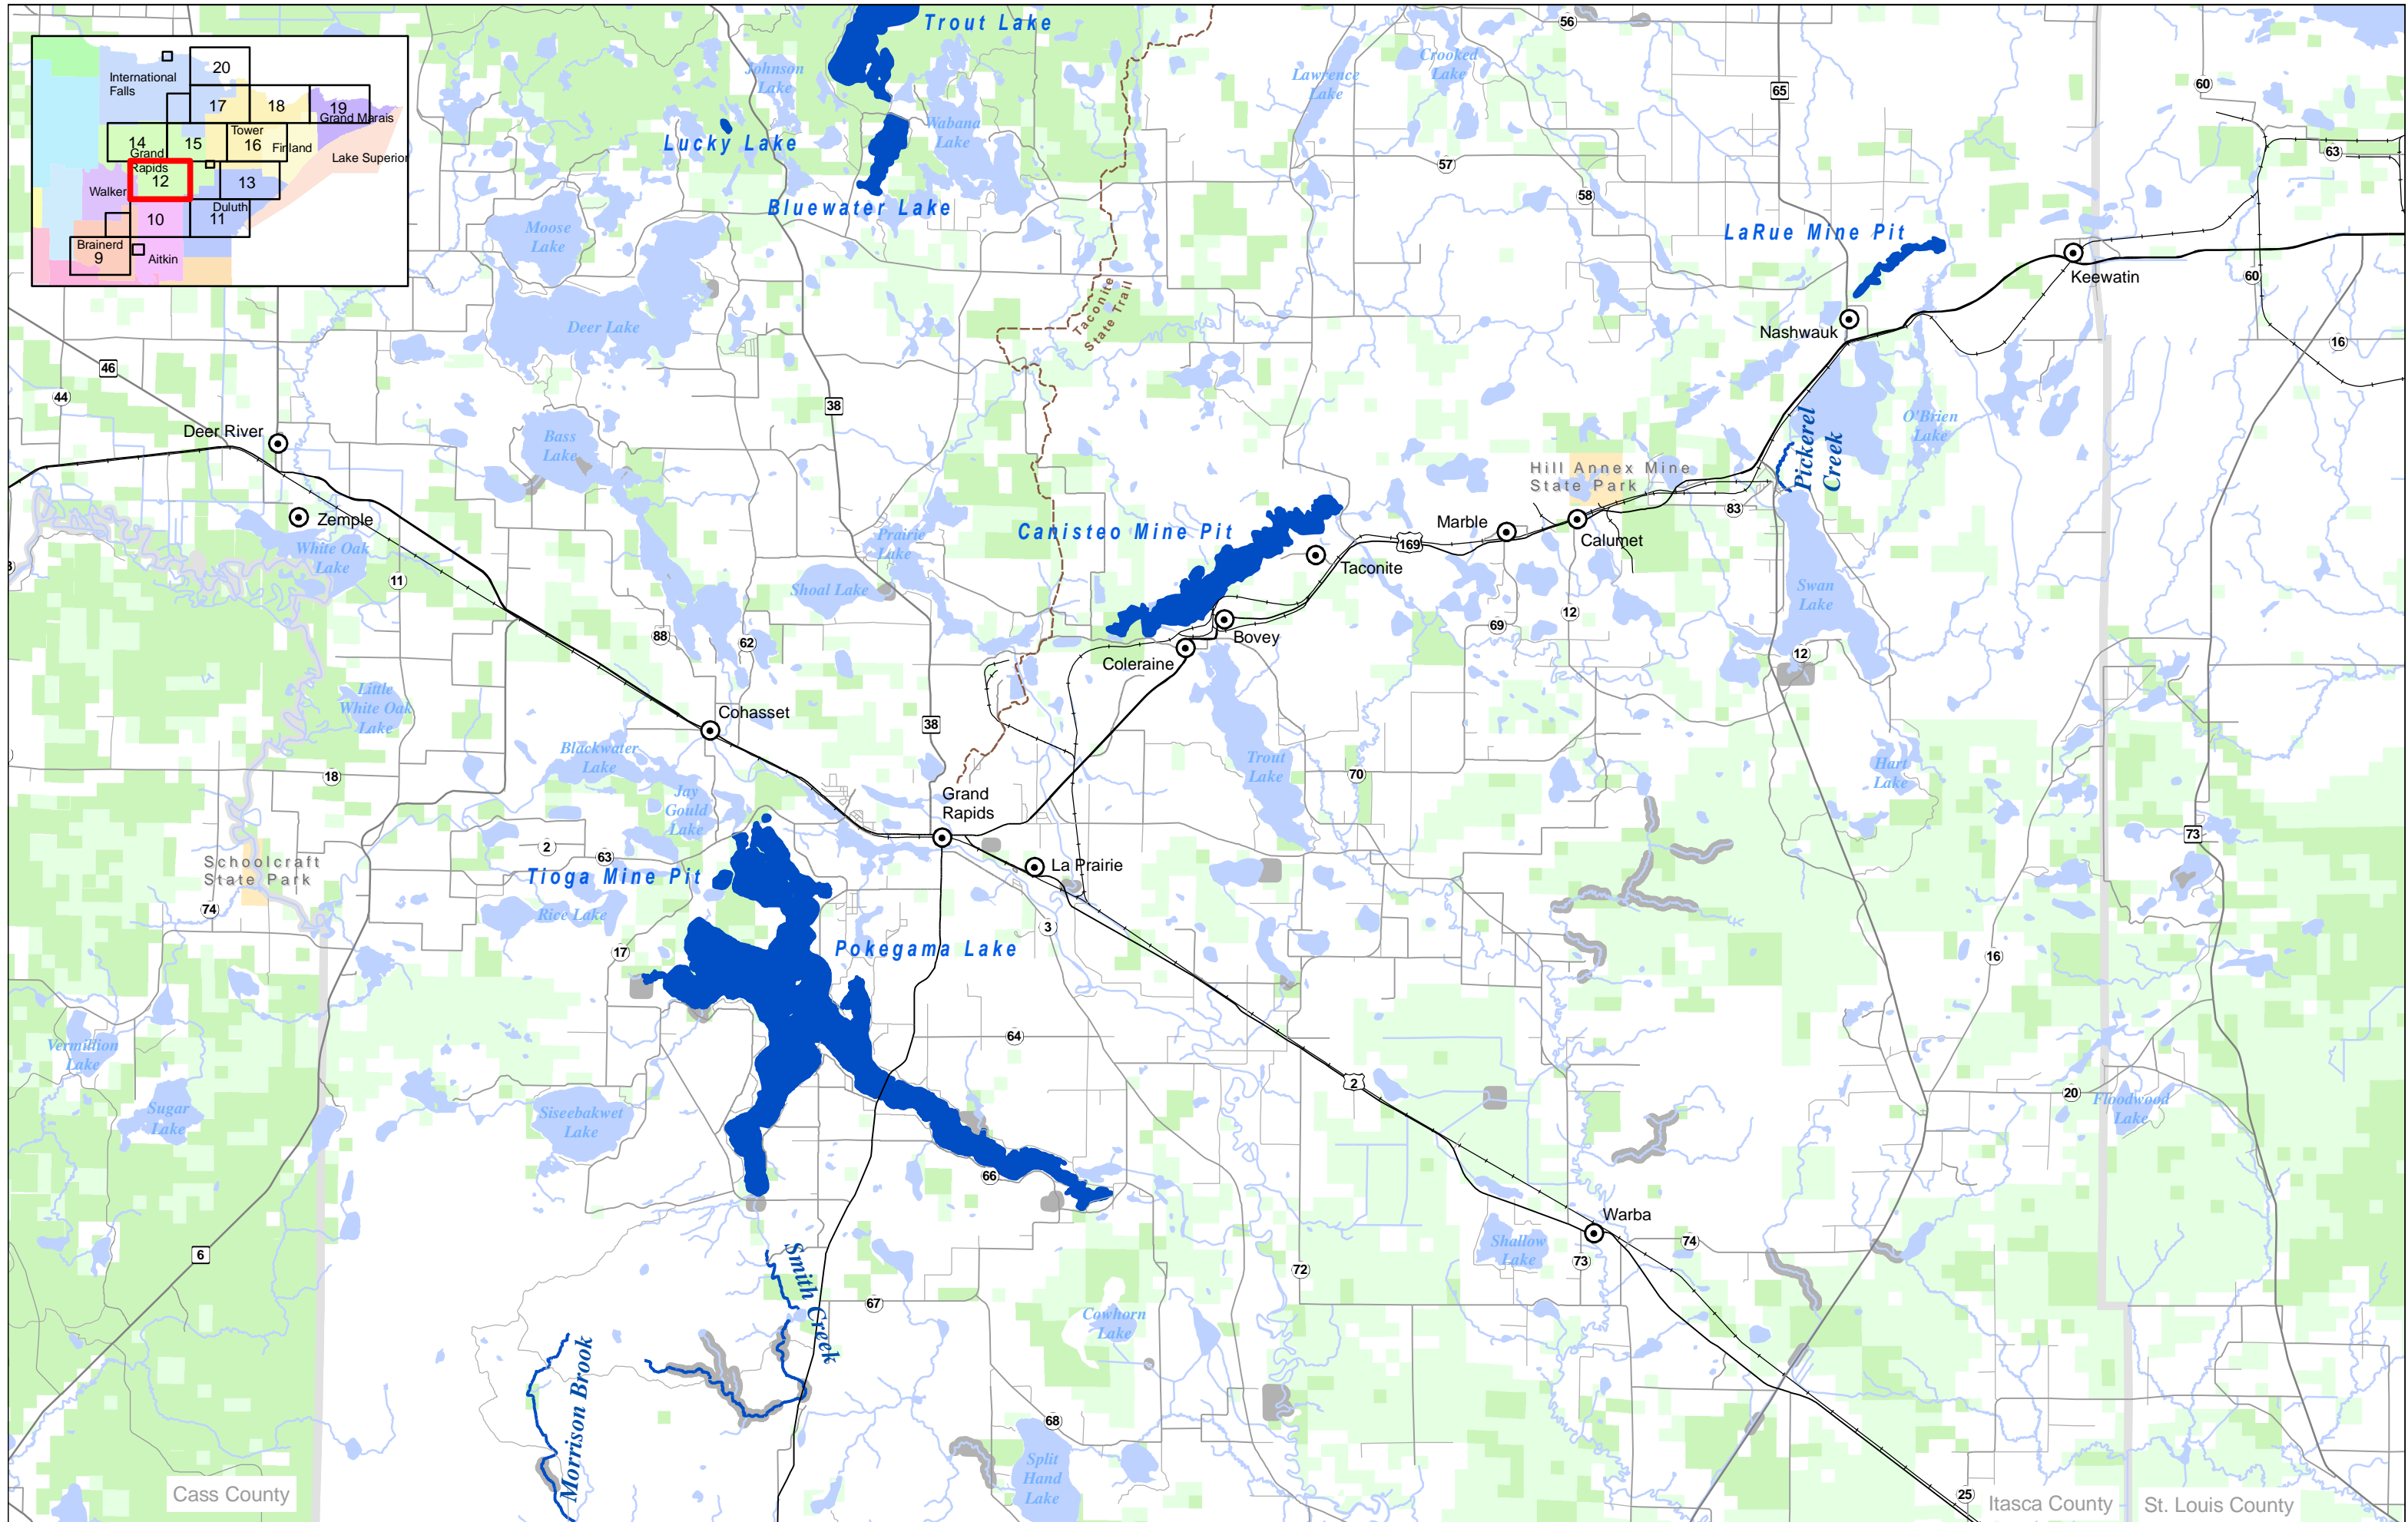 Trout Lake
Johnson
Lake
Lucky Lake
Wabana
Lake
Bluewater Lake
Lawrence
Lake
Crooked
Lake
56
65
60
57
58
63
International
Falls
20
17
18
19
Grand Marais
14
15
Tower
16
Finland
Grand
Rapids
12
Lake Superior
Walker
13
Duluth
10
11
Brainerd
9
Aitkin
Moose
Lake
Deer Lake
Taconite
State Trail
LaRue Mine Pit
Keewatin
60
16
Nashwauk
46
44
38
Deer River
Bass
Lake
Pickerel
Creek
O'Brien
Lake
Hill Annex Mine
State Park
83
Zemple
White Oak
Lake
11
Prairie
Lake
Shoal Lake
Canisteo Mine Pit
Marble
169
Calumet
Taconite
Swan
Lake
12
69
12
88
62
Bovey
Coleraine
Little
White Oak
Lake
Cohasset
38
Blackwater
Lake
Trout
Lake
70
Hart
Lake
18
Jay
Gould
Lake
Grand
Rapids
73
2
63
Schoolcraft
State Park
Tioga Mine Pit
La Prairie
74
Rice Lake
17
Pokegama Lake
3
16
Vermillion
Lake
64
2
20
Floodwood
Lake
Sugar
Lake
Siseebakwet
Lake
66
Warba
6
Smith Creek
72
Shallow
Lake
73
74
67
Cowhorn
Lake
Morrison Brook
68
Split
Hand
Lake
Cass County
25
Itasca County
St. Louis County